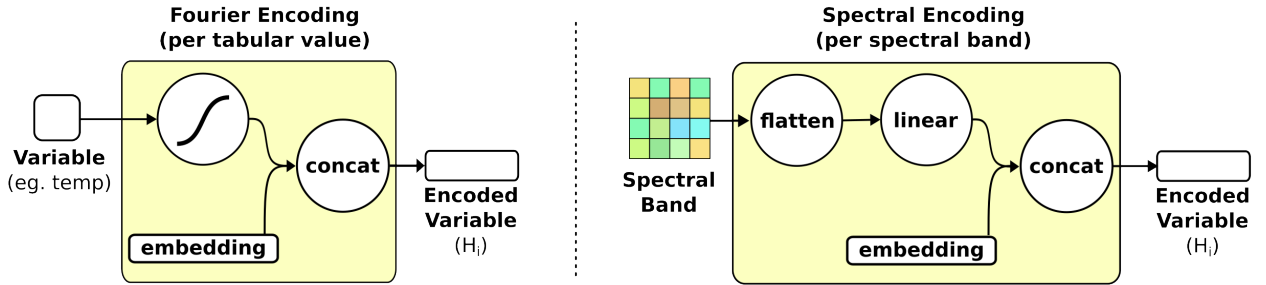 Fourier Encoding
(per tabular value)
Variable
(eg. temp)
concat
embedding
Encoded
Variable
(Hi)
Spectral Encoding
(per spectral band)
Spectral
Band
flatten
linear
concat
embedding
Encoded
Variable
(Hi)